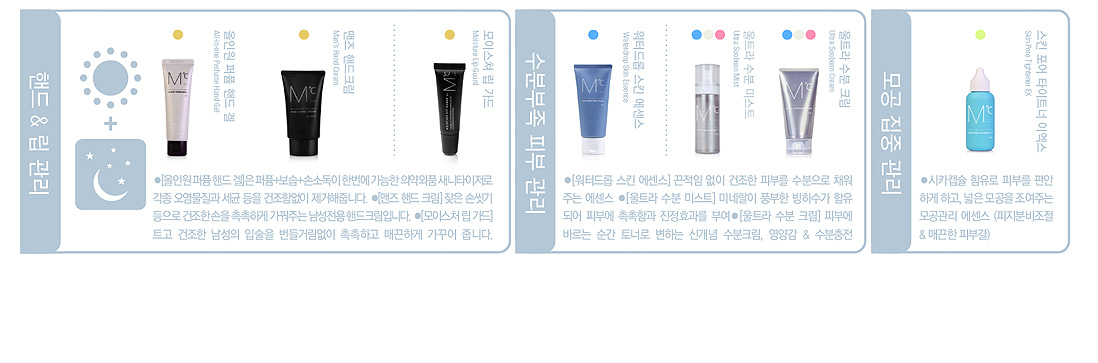 핸드 & 립 관리
올인원 퍼퓸 핸드 겔
All-in-one Perfume Hand Gel
맨즈 핸드크림
Man's Hand Cream
모이스쳐 립 가드
Moisture Lip Guard
M℃
M℃
M℃
+
●[올인원퍼퓸핸드 겔]은 퍼퓸+보습+손소독이 한번에 가능한 의약외품 새니타이저로
각종 오염물질과 세균 등을 건조함없이 제거해줍니다. ●[맨즈 핸드 크림] 잦은 손씻기
등으로 건조한 손을 촉촉하게 가꿔주는 남성전용 핸드크림입니다. ●[모이스처 립 가드]
트고 건조한 남성의 입술을 번들거림없이 촉촉하고 매끈하게 가꾸어 줍니다.
수분부족 피부 관리
워터드롭 스킨 에센스
Waterdrop Skin Essence
울트라 수분 미스트
Ultra Sooboon Mist
울트라 수분 크림
Ultra Sooboon Cream
M℃
M℃
M℃
●[워터드롭 스킨 에센스] 끈적임 없이 건조한 피부를 수분으로 채워
주는 에센스 ●[울트라 수분 미스트] 미네랄이 풍부한 빙하수가 함유
되어 피부에 촉촉함과 진정효과를 부여●[울트라 수분 크림] 피부에
바르는 순간 토너로 변하는 신개념 수분크림, 영양감 & 수분충전
모공 집중 관리
스킨 포어 타이트너 이엑스
Skin Pore Tightener EX
M℃
●시카캡슐 함유로 피부를 편안
하게 하고, 넓은 모공을 조여주는
모공관리 에센스 (피지분비조절
& 매끈한 피부결)